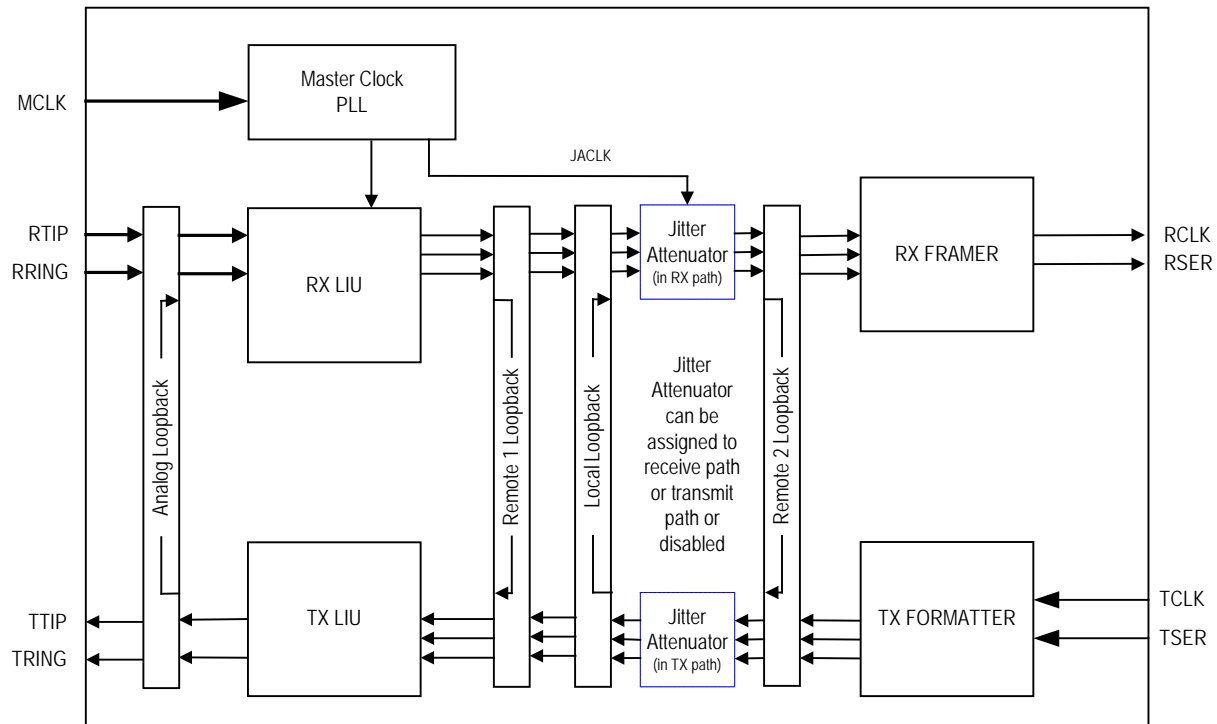 Master Clock
PLL
MCLK
JACLK
RTIP
RRING
RX LIU
Jitter
Attenuator
(in RX path)
RX FRAMER
RCLK
RSER
Analog Loopback
Remote 1 Loopback
Local Loopback
Jitter
Attenuator
can be
assigned to
receive path
or transmit
path or
disabled
Remote 2 Loopback
TTIP
TRING
TX LIU
Jitter
Attenuator
(in TX path)
TX FORMATTER
TCLK
TSER